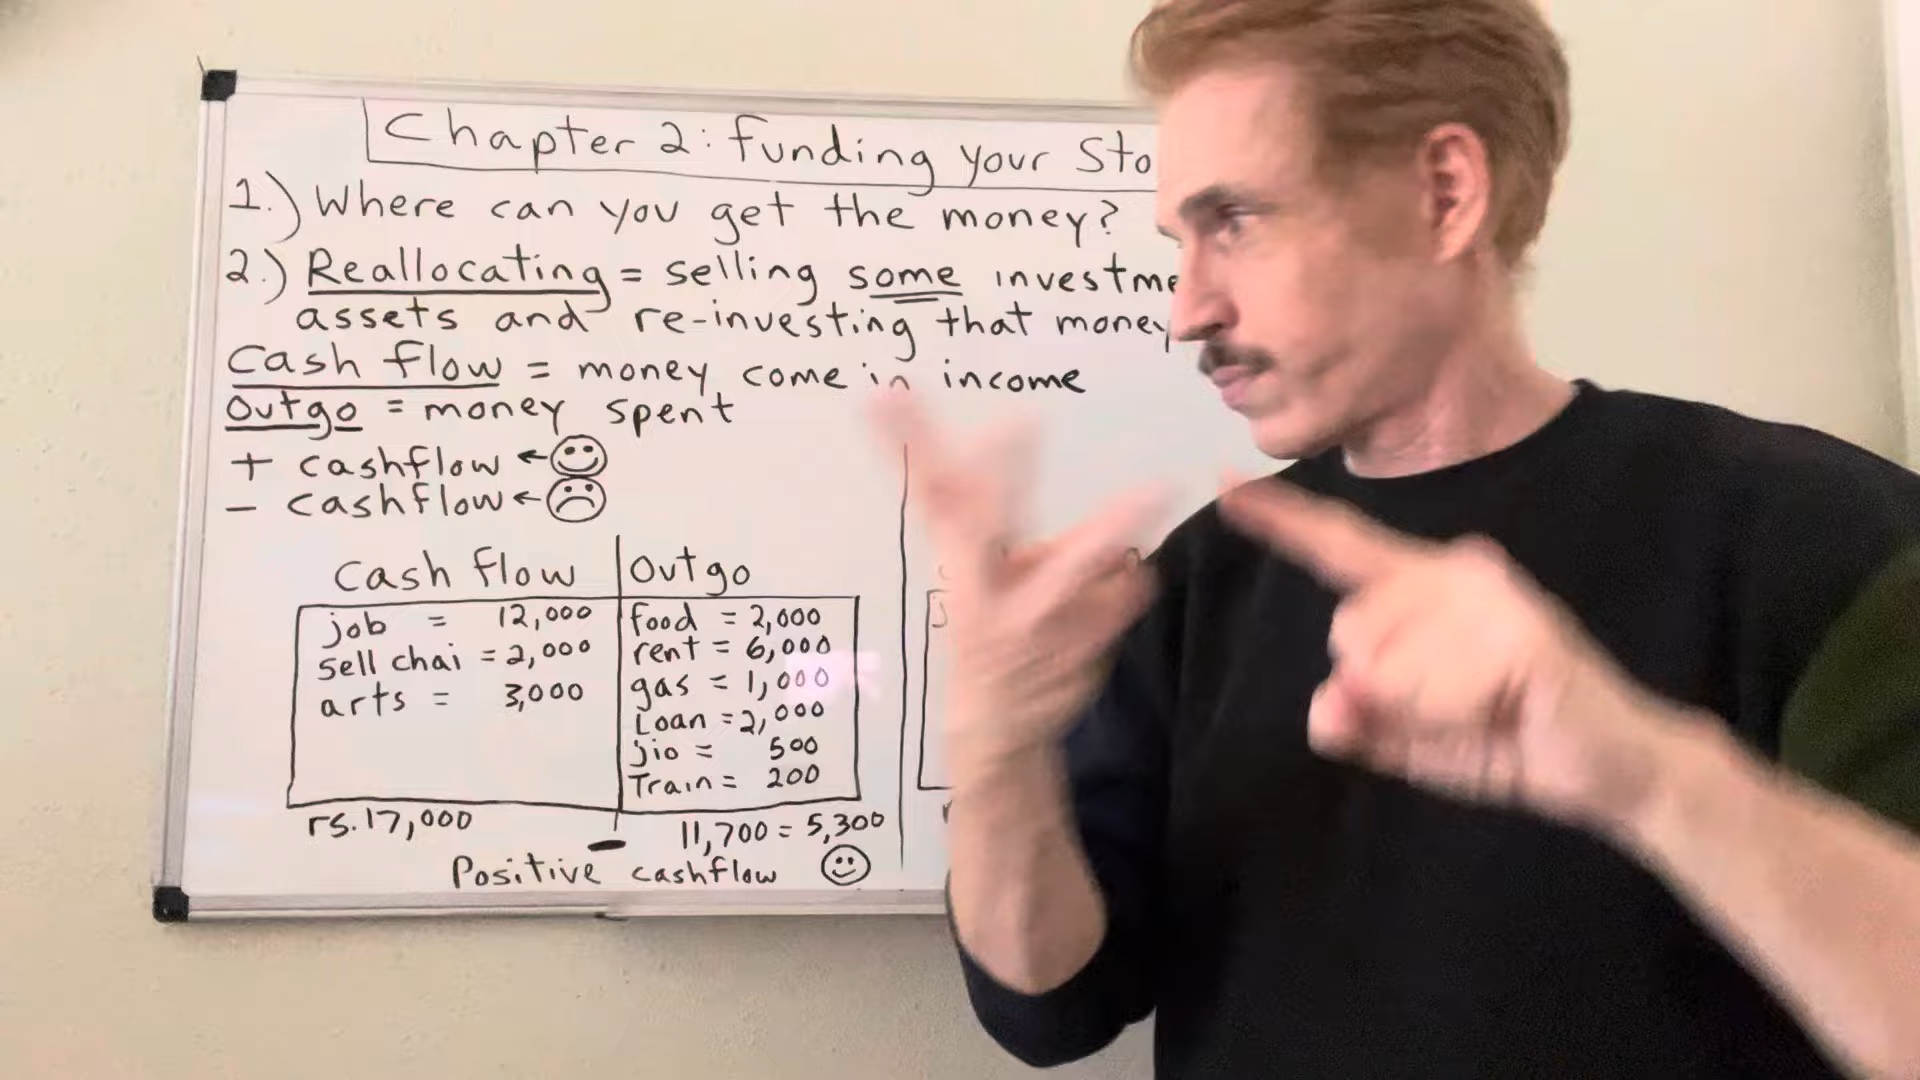 Chapter 2: Funding your Sto
1.) Where can you get the money?
2.) Reallocating = selling some investme
assets and re-investing that money
Cash flow = money come in income
Outgo = money spent
+ cashflow ←
- cashflow ←
Cash flow | Outgo
job = 12,000 food = 2,000
sell chai = 2,000 rent = 6,000
arts = 3,000 gas = 1,000
Loan = 2,000
jio = 500
Train = 200
rs. 17,000 - 11,700 = 5,300
Positive cashflow